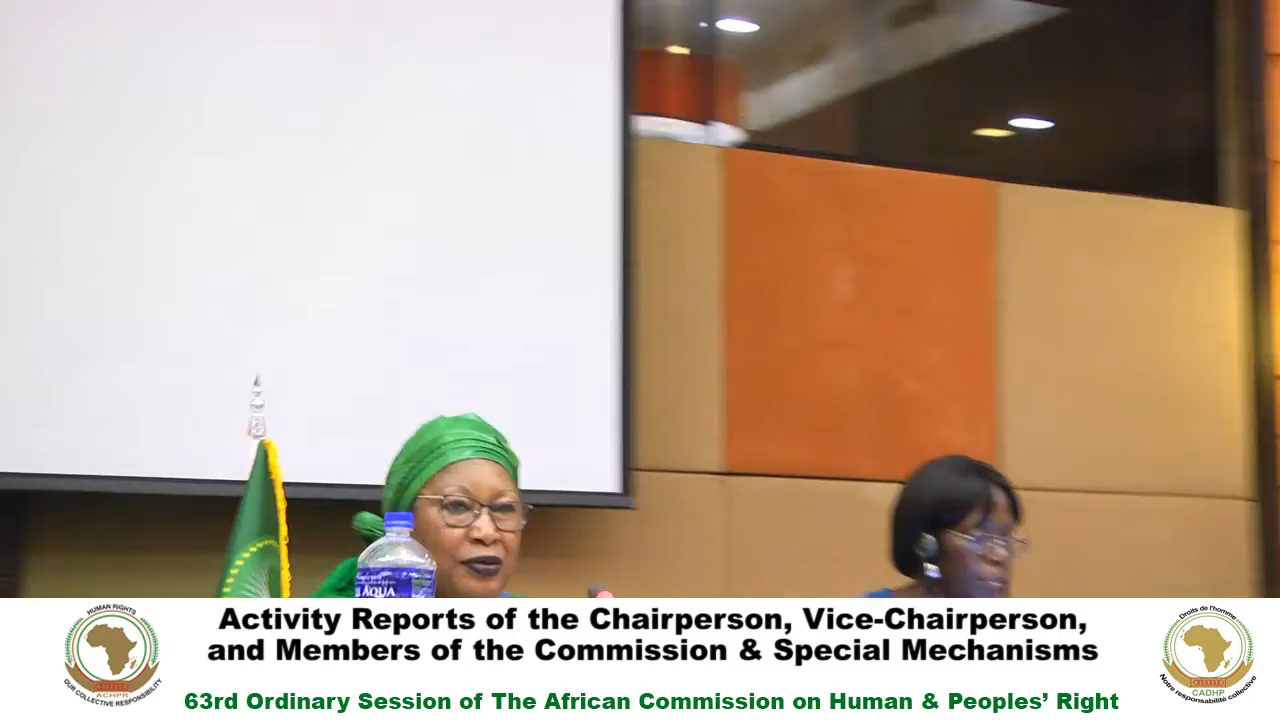 AQUA
Activity Reports of the Chairperson, Vice-Chairperson,
and Members of the Commission & Special Mechanisms
63rd Ordinary Session of The African Commission on Human & Peoples’ Right
HUMAN RIGHTS
ACHPR
OUR COLLECTIVE RESPONSIBILITY
Droits de l'homme
CADHP
Notre responsabilité collective